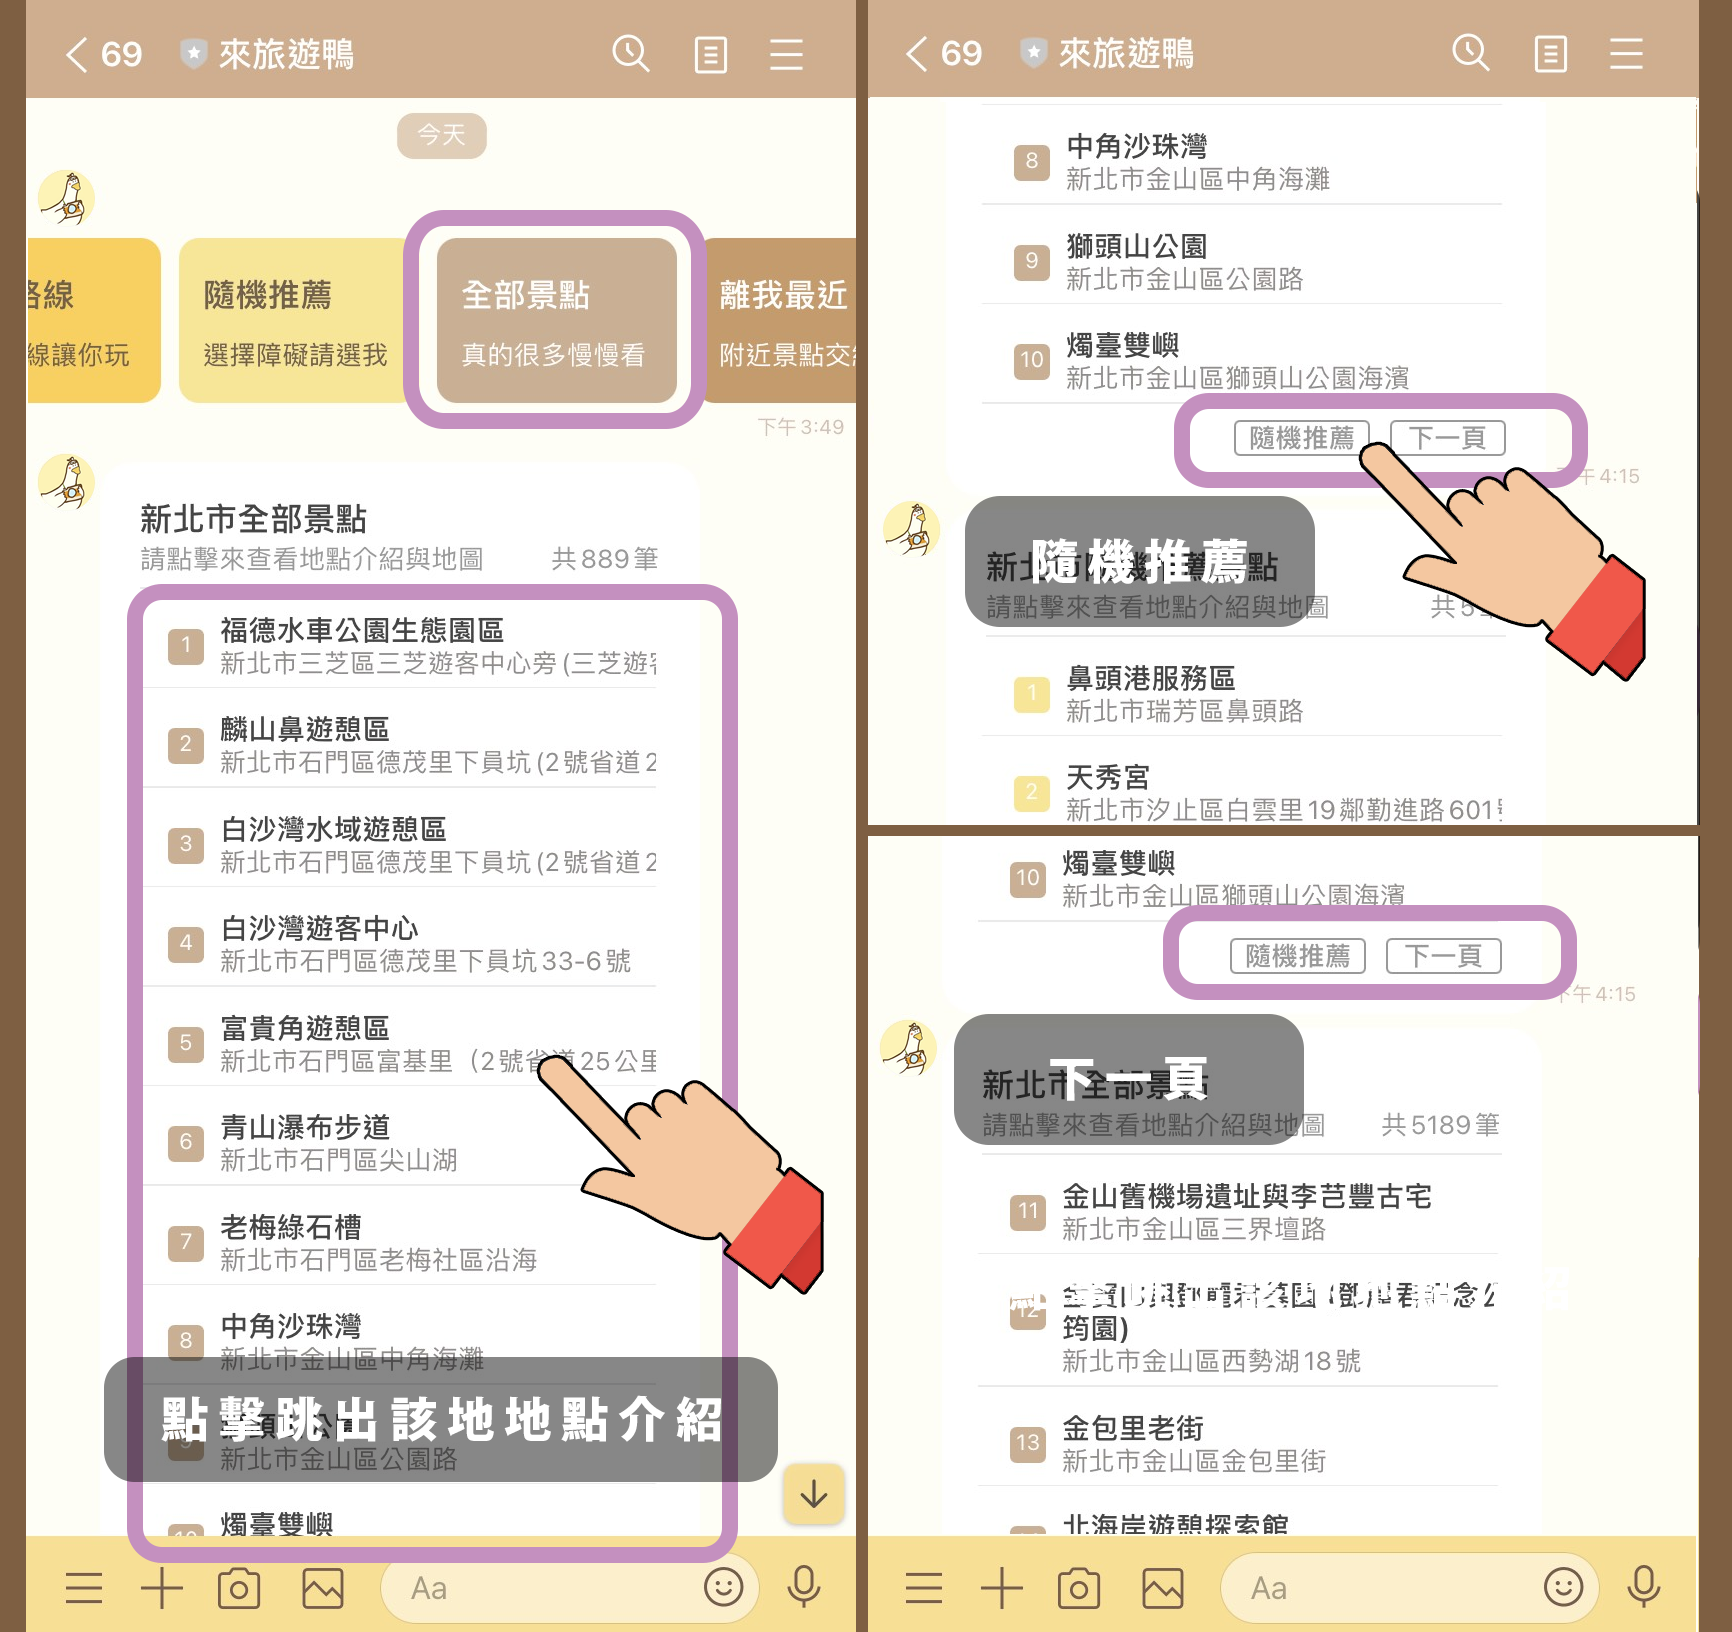 69 來旅遊鴨
今天
路線
線讓你玩
隨機推薦
選擇障礙請選我
全部景點
真的很多慢慢看
離我最近
附近景點交
下午3:49
新北市全部景點
請點擊來查看地點介紹與地圖 共889筆
1 福德水車公園生態園區
新北市三芝區三芝遊客中心旁(三芝遊客
2 麟山鼻遊憩區
新北市石門區德茂里下員坑(2號省道2
3 白沙灣水域遊憩區
新北市石門區德茂里下員坑(2號省道2
4 白沙灣遊客中心
新北市石門區德茂里下員坑33-6號
5 富貴角遊憩區
新北市石門區富基里（2號省道25公里
6 青山瀑布步道
新北市石門區尖山湖
7 老梅綠石槽
新北市石門區老梅社區沿海
8 中角沙珠灣
新北市金山區中角海灘
點擊跳出該地地點介紹
9 頭 公園
新北市金山區公園路
10 燭臺雙嶼
Aa
69 來旅遊鴨
8 中角沙珠灣
新北市金山區中角海灘
9 獅頭山公園
新北市金山區公園路
10 燭臺雙嶼
新北市金山區獅頭山公園海濱
隨機推薦 下一頁
下午4:15
隨機推薦
新北市 點
請點擊來查看地點介紹與地圖 共5
1 鼻頭港服務區
新北市瑞芳區鼻頭路
2 天秀宮
新北市汐止區白雲里19鄰勤進路601號
10 燭臺雙嶼
新北市金山區獅頭山公園海濱
隨機推薦 下一頁
下午4:15
下一頁
新北市全部景點
請點擊來查看地點介紹與地圖 共5189筆
11 金山舊機場遺址與李芑豐古宅
新北市金山區三界壇路
12
筠園)
新北市金山區西勢湖18號
13 金包里老街
新北市金山區金包里街
北海岸遊憩探索館
Aa